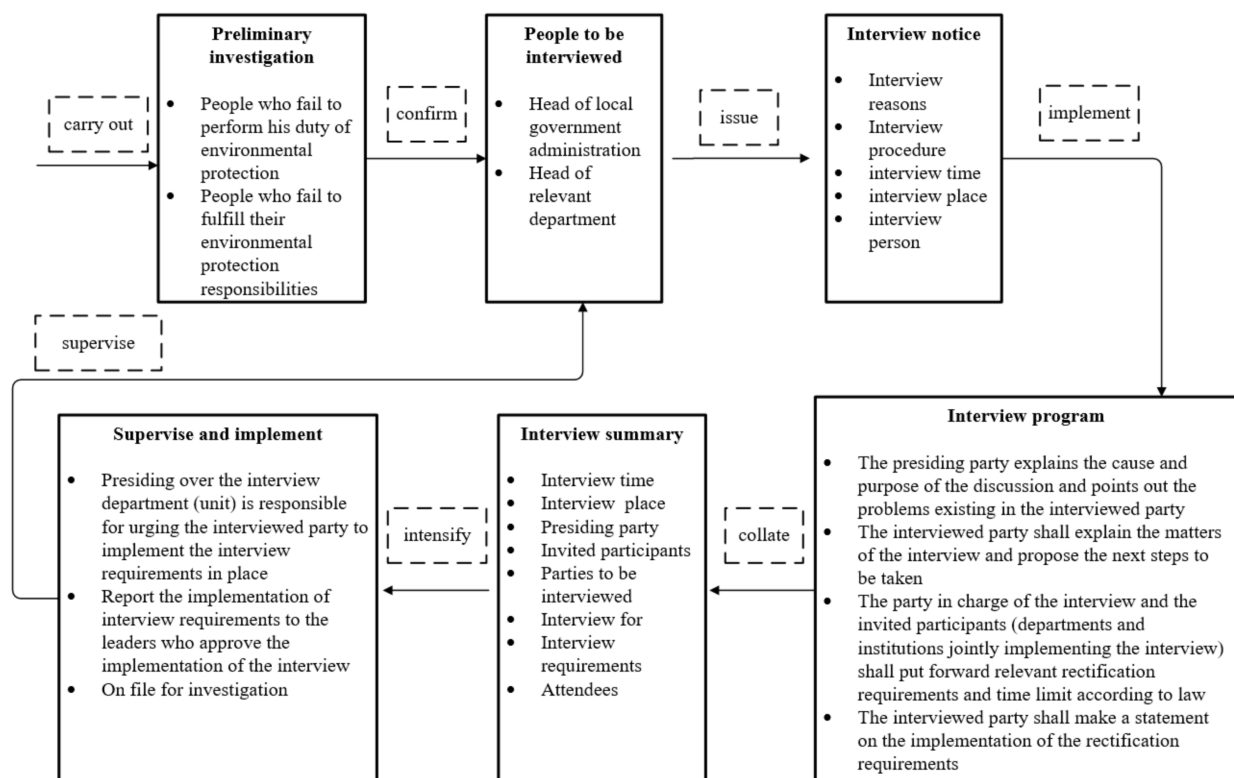 carry out
Preliminary
investigation
• People who fail to
perform his duty of
environmental
protection
• People who fail to
fulfill their
environmental
protection
responsibilities
confirm
People to be
interviewed
• Head of local
government
administration
• Head of
relevant
department
issue
Interview notice
• Interview
reasons
• Interview
procedure
• interview time
• interview place
• interview
person
implement
Interview program
• The presiding party explains the cause and
purpose of the discussion and points out the
problems existing in the interviewed party
• The interviewed party shall explain the matters
of the interview and propose the next steps to
be taken
• The party in charge of the interview and the
invited participants (departments and
institutions jointly implementing the interview)
shall put forward relevant rectification
requirements and time limit according to law
• The interviewed party shall make a statement
on the implementation of the rectification
requirements
collate
Interview summary
• Interview time
• Interview place
• Presiding party
• Invited participants
• Parties to be
interviewed
• Interview for
• Interview
requirements
• Attendees
intensify
Supervise and implement
• Presiding over the interview
department (unit) is responsible
for urging the interviewed party to
implement the interview
requirements in place
• Report the implementation of
interview requirements to the
leaders who approve the
implementation of the interview
• On file for investigation
supervise